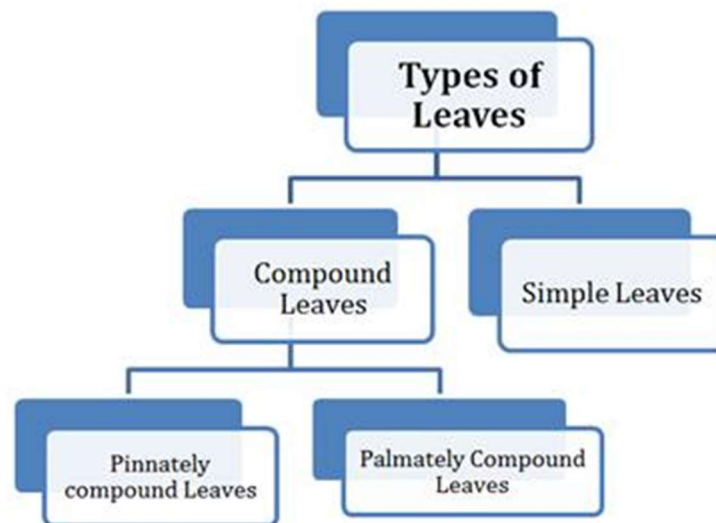 Types of
Leaves
Compound
Leaves
Simple Leaves
Pinnately
compound Leaves
Palmately Compound
Leaves